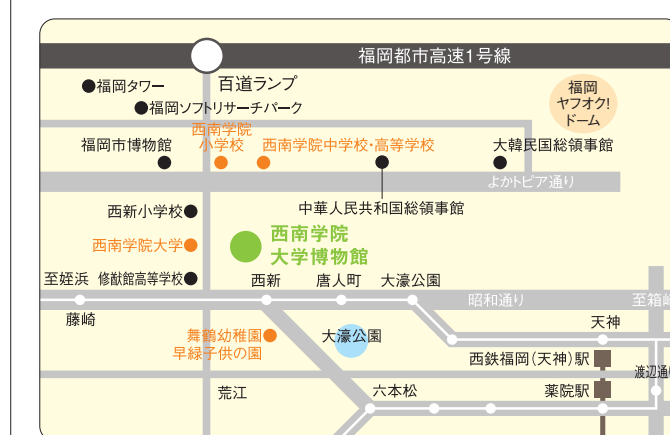 福岡都市高速1号線
百道ランプ
福岡タワー
福岡ソフトリサーチパーク
福岡
ヤフオク!
ドーム
西南学院
小学校
福岡市博物館
西南学院中学校・高等学校
大韓民国総領事館
よかトピア通り
中華人民共和国総領事館
西新小学校
西南学院大学
西南学院
大学博物館
至姪浜
修猷館高等学校
西新
唐人町
大濠公園
昭和通り
至箱崎
藤崎
天神
舞鶴幼稚園
早緑子供の園
大濠公園
西鉄福岡(天神)駅
渡辺通り
荒江
六本松
薬院駅